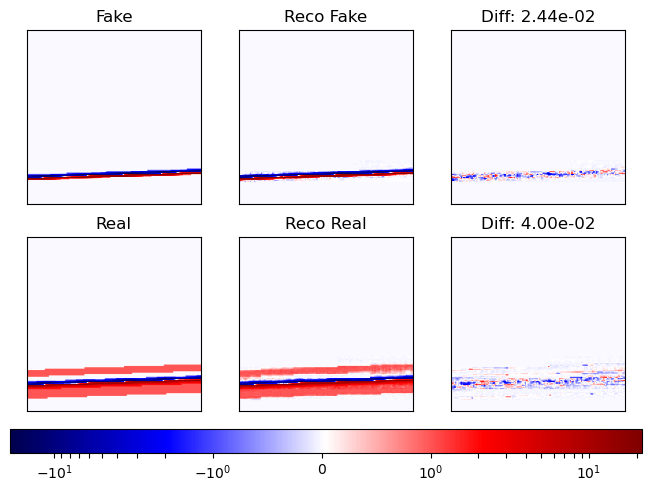 Fake Reco Fake Diff: 2.44e-02
Real Reco Real Diff: 4.00e-02
−10¹ −10⁰ 0 10⁰ 10¹